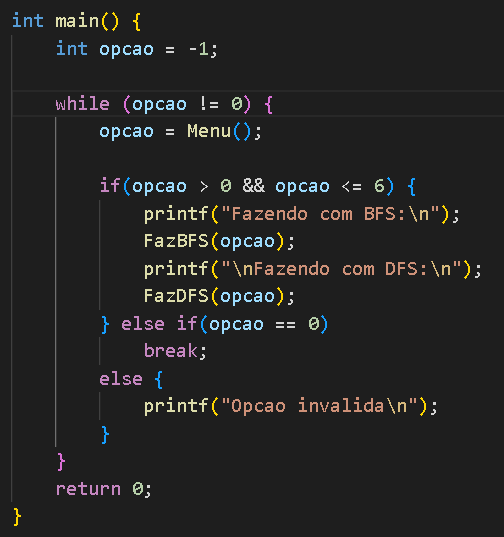 int main() {
    int opcao = -1;

    while (opcao != 0) {
        opcao = Menu();

        if(opcao > 0 && opcao <= 6) {
            printf("Fazendo com BFS:\n");
            FazBFS(opcao);
            printf("\nFazendo com DFS:\n");
            FazDFS(opcao);
        } else if(opcao == 0)
            break;
        else {
            printf("Opcao invalida\n");
        }
    }
    return 0;
}